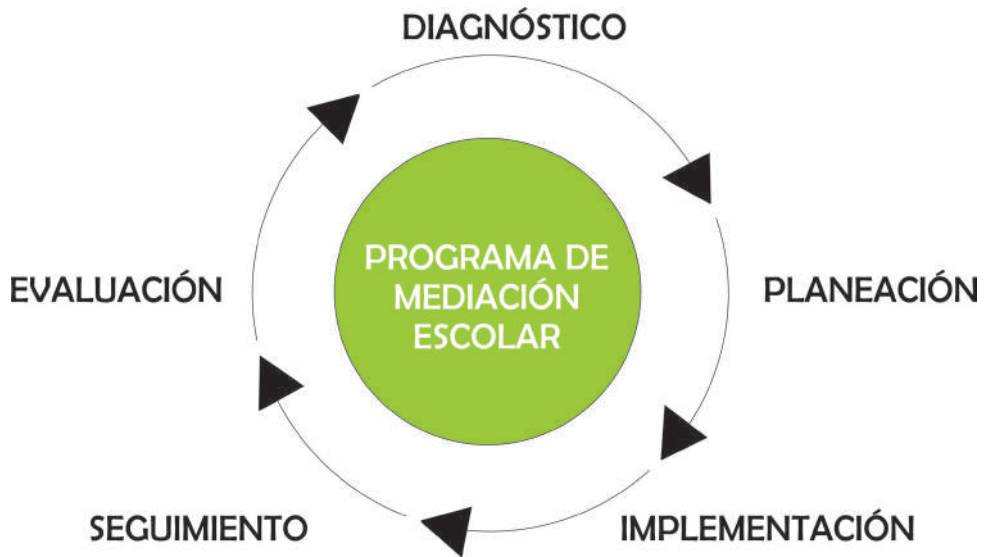 DIAGNÓSTICO
PROGRAMA DE
MEDIACIÓN
ESCOLAR
EVALUACIÓN
PLANEACIÓN
SEGUIMIENTO
IMPLEMENTACIÓN